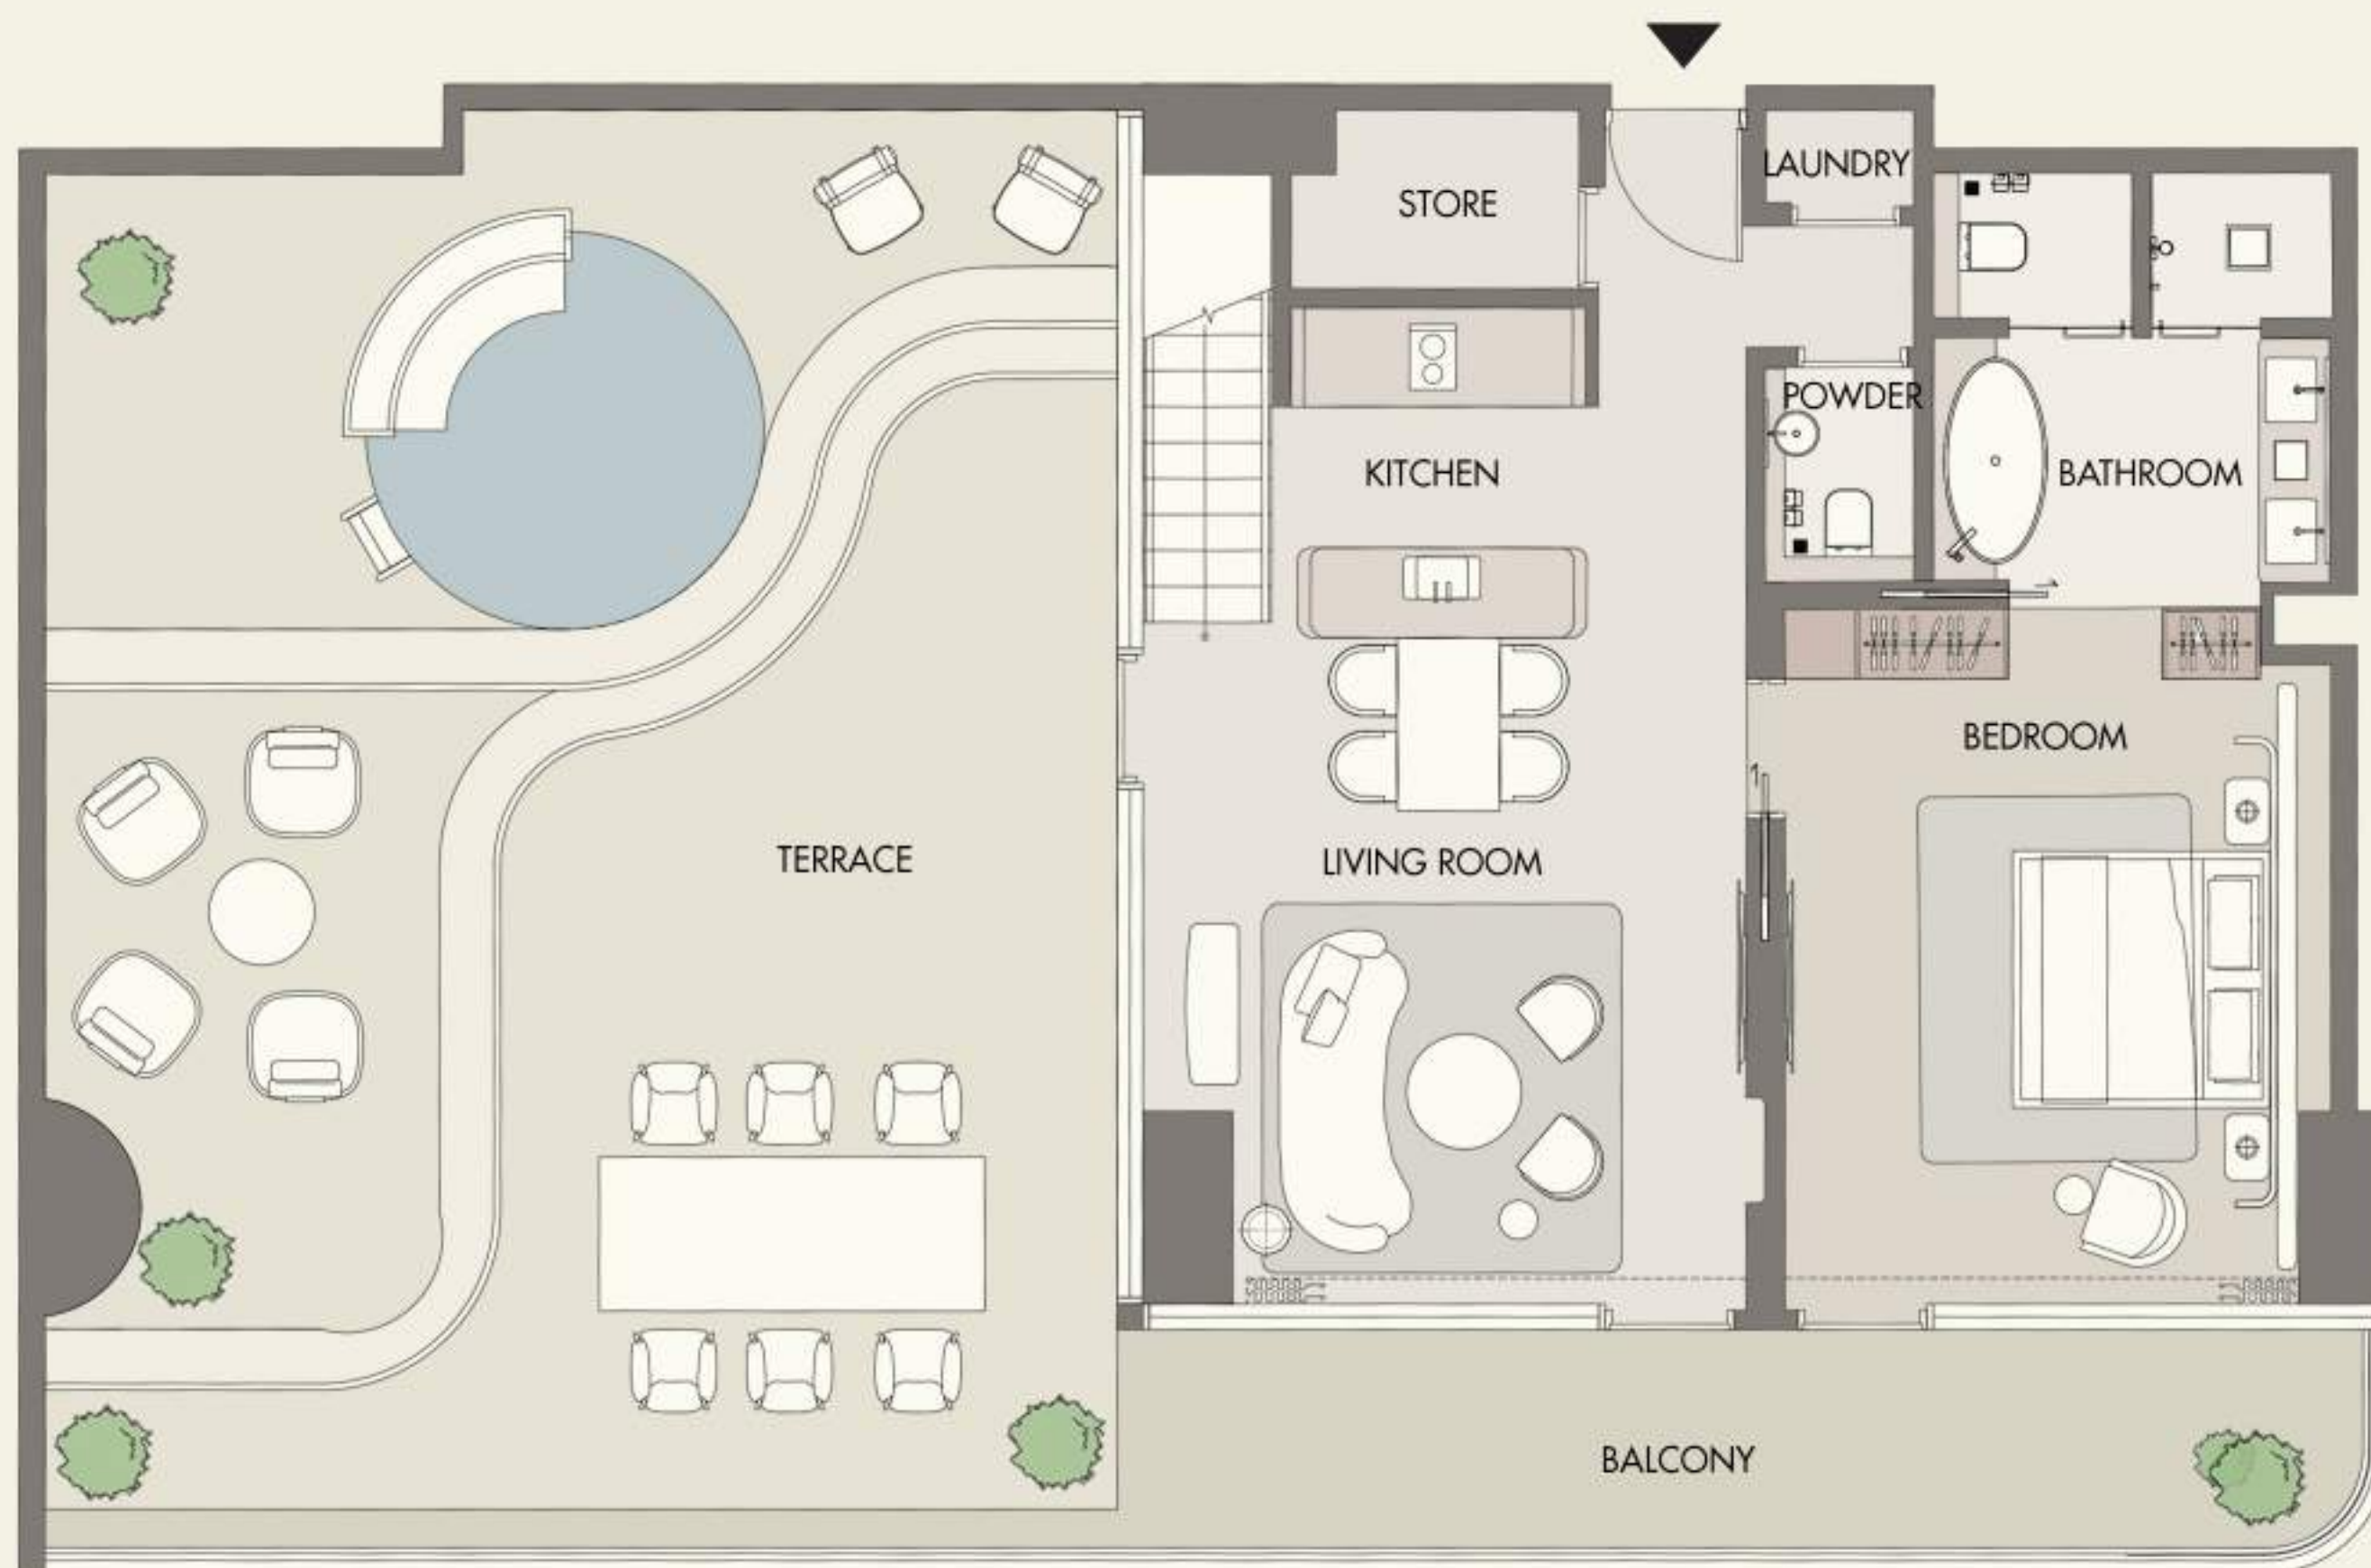 LAUNDRY
STORE
POWDER
KITCHEN
BATHROOM
BEDROOM
TERRACE
LIVING ROOM
BALCONY